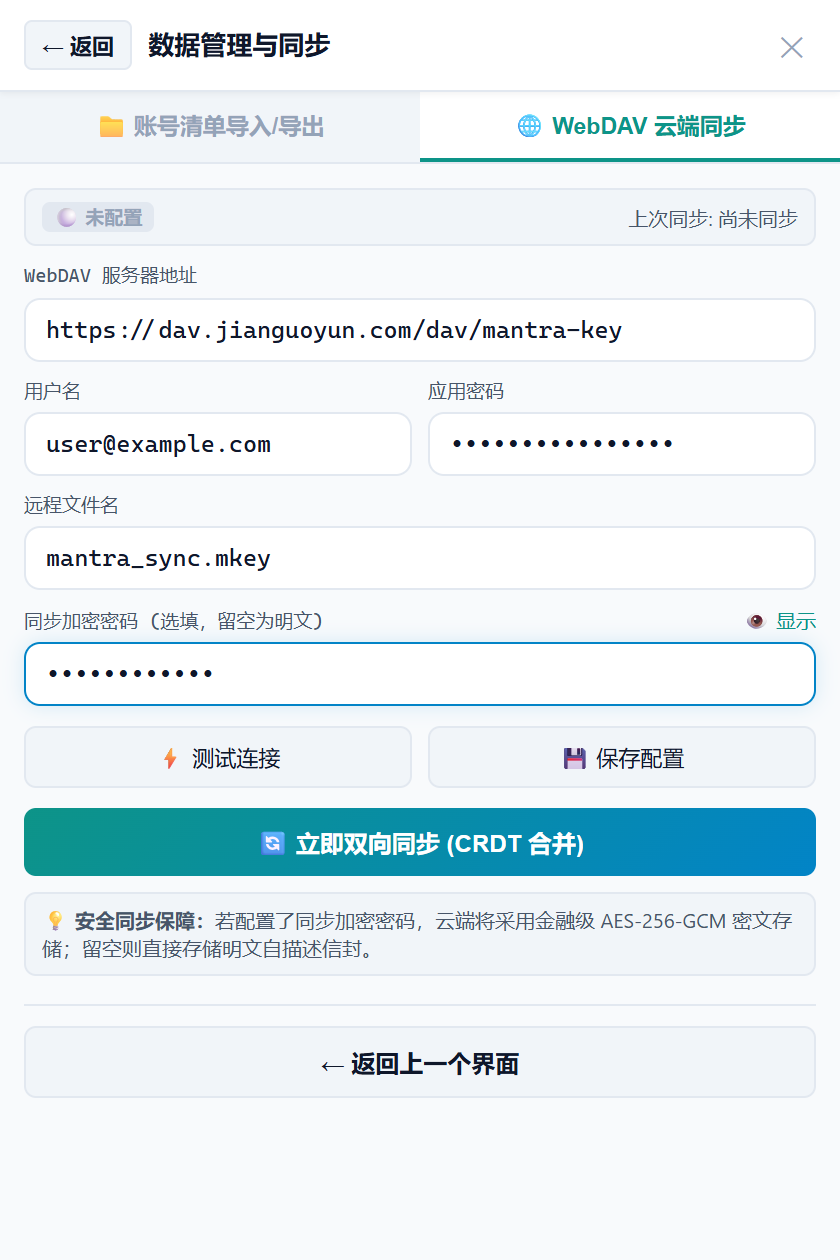 ← 返回 数据管理与同步
📁 账号清单导入/导出
🌐 WebDAV 云端同步
未配置
上次同步: 尚未同步
WebDAV 服务器地址
https://dav.jianguoyun.com/dav/mantra-key
用户名 应用密码
user@example.com ••••••••••••••••
远程文件名
mantra_sync.mkey
同步加密密码 (选填，留空为明文) 👁 显示
••••••••••••
⚡ 测试连接 💾 保存配置
🔄 立即双向同步 (CRDT 合并)
💡 安全同步保障：若配置了同步加密密码，云端将采用金融级 AES-256-GCM 密文存
储；留空则直接存储明文自描述信封。
← 返回上一个界面